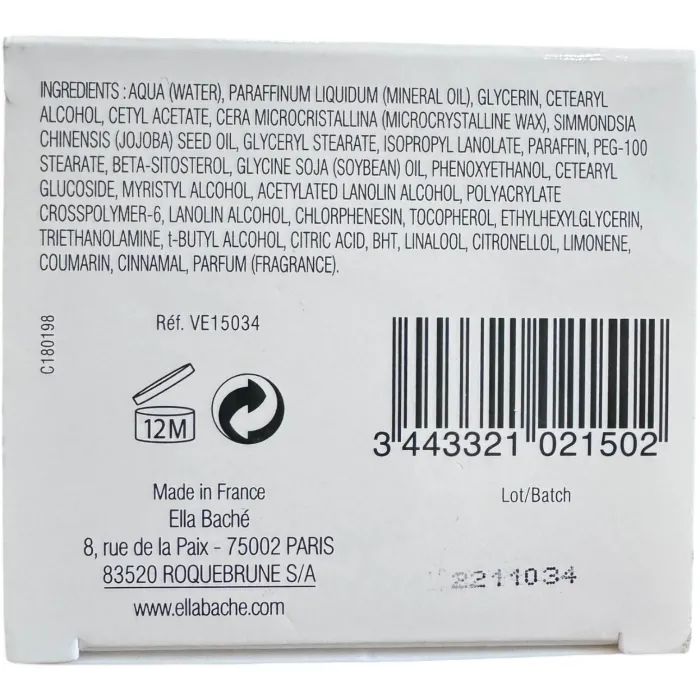 INGREDIENTS : AQUA (WATER), PARAFFINUM LIQUIDUM (MINERAL OIL), GLYCERIN, CETEARYL
ALCOHOL, CETYL ACETATE, CERA MICROCRISTALLINA (MICROCRYSTALLINE WAX), SIMMONDSIA
CHINENSIS (JOJOBA) SEED OIL, GLYCERYL STEARATE, ISOPROPYL LANOLATE, PARAFFIN, PEG-100
STEARATE, BETA-SITOSTEROL, GLYCINE SOJA (SOYBEAN) OIL, PHENOXYETHANOL, CETEARYL
GLUCOSIDE, MYRISTYL ALCOHOL, ACETYLATED LANOLIN ALCOHOL, POLYACRYLATE
CROSSPOLYMER-6, LANOLIN ALCOHOL, CHLORPHENESIN, TOCOPHEROL, ETHYLHEXYLGLYCERIN,
TRIETHANOLAMINE, t-BUTYL ALCOHOL, CITRIC ACID, BHT, LINALOOL, CITRONELLOL, LIMONENE,
COUMARIN, CINNAMAL, PARFUM (FRAGRANCE).
C180198
Réf. VE15034
12M
3 443321 021502
Made in France
Ella Baché
8, rue de la Paix - 75002 PARIS
83520 ROQUEBRUNE S/A
www.ellabache.com
Lot/Batch
2211034